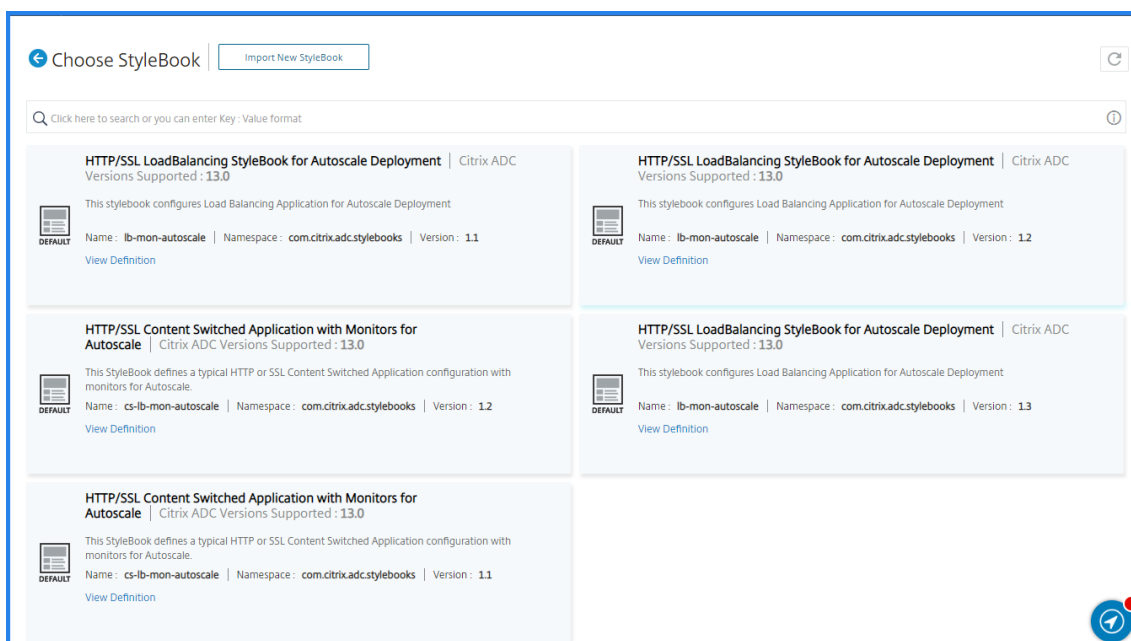 Choose StyleBook
Import New StyleBook
Click here to search or you can enter Key : Value format
HTTP/SSL LoadBalancing StyleBook for Autoscale Deployment | Citrix ADC
Versions Supported : 13.0
This stylebook configures Load Balancing Application for Autoscale Deployment
DEFAULT
Name : lb-mon-autoscale | Namespace : com.citrix.adc.stylebooks | Version : 1.1
View Definition
HTTP/SSL LoadBalancing StyleBook for Autoscale Deployment | Citrix ADC
Versions Supported : 13.0
This stylebook configures Load Balancing Application for Autoscale Deployment
DEFAULT
Name : lb-mon-autoscale | Namespace : com.citrix.adc.stylebooks | Version : 1.2
View Definition
HTTP/SSL Content Switched Application with Monitors for
Autoscale | Citrix ADC Versions Supported : 13.0
This StyleBook defines a typical HTTP or SSL Content Switched Application configuration with
monitors for Autoscale.
DEFAULT
Name : cs-lb-mon-autoscale | Namespace : com.citrix.adc.stylebooks | Version : 1.2
View Definition
HTTP/SSL LoadBalancing StyleBook for Autoscale Deployment | Citrix ADC
Versions Supported : 13.0
This stylebook configures Load Balancing Application for Autoscale Deployment
DEFAULT
Name : lb-mon-autoscale | Namespace : com.citrix.adc.stylebooks | Version : 1.3
View Definition
HTTP/SSL Content Switched Application with Monitors for
Autoscale | Citrix ADC Versions Supported : 13.0
This StyleBook defines a typical HTTP or SSL Content Switched Application configuration with
monitors for Autoscale.
DEFAULT
Name : cs-lb-mon-autoscale | Namespace : com.citrix.adc.stylebooks | Version : 1.1
View Definition